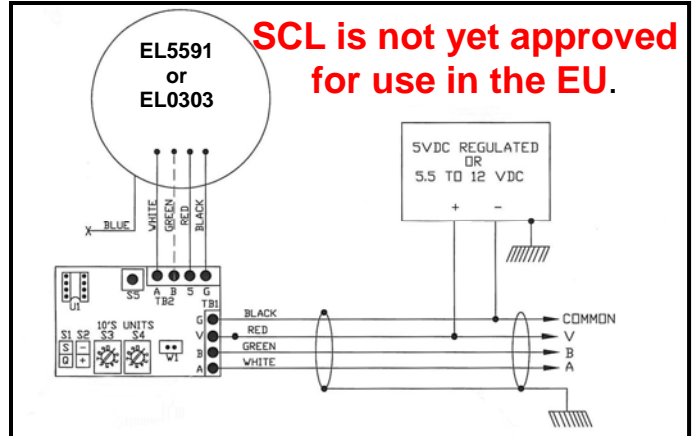 SCL is not yet approved
for use in the EU.
EL5591
or
EL0303
5VDC REGULATED
OR
5.5 TO 12 VDC
+ -
BLUE
X
WHITE
GREEN
RED
BLACK
U1
S5
A B 5 G
TB2
TB1
S1 S2
10'S UNITS
S3 S4
S -
Q +
W1
G
V
B
A
BLACK
RED
GREEN
WHITE
COMMON
V
B
A